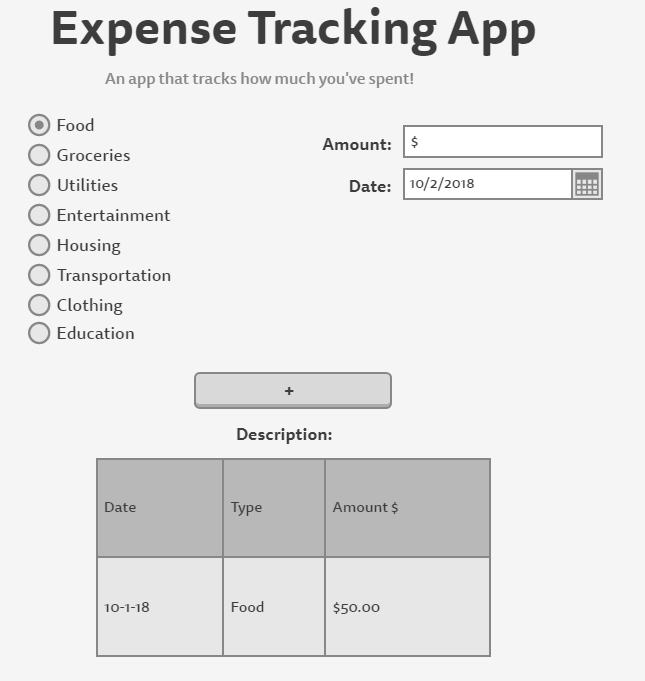 Expense Tracking App
An app that tracks how much you've spent!
Food
Groceries
Utilities
Entertainment
Housing
Transportation
Clothing
Education
Amount: $
Date: 10/2/2018
+
Description:
Date Type Amount $
10-1-18 Food $50.00